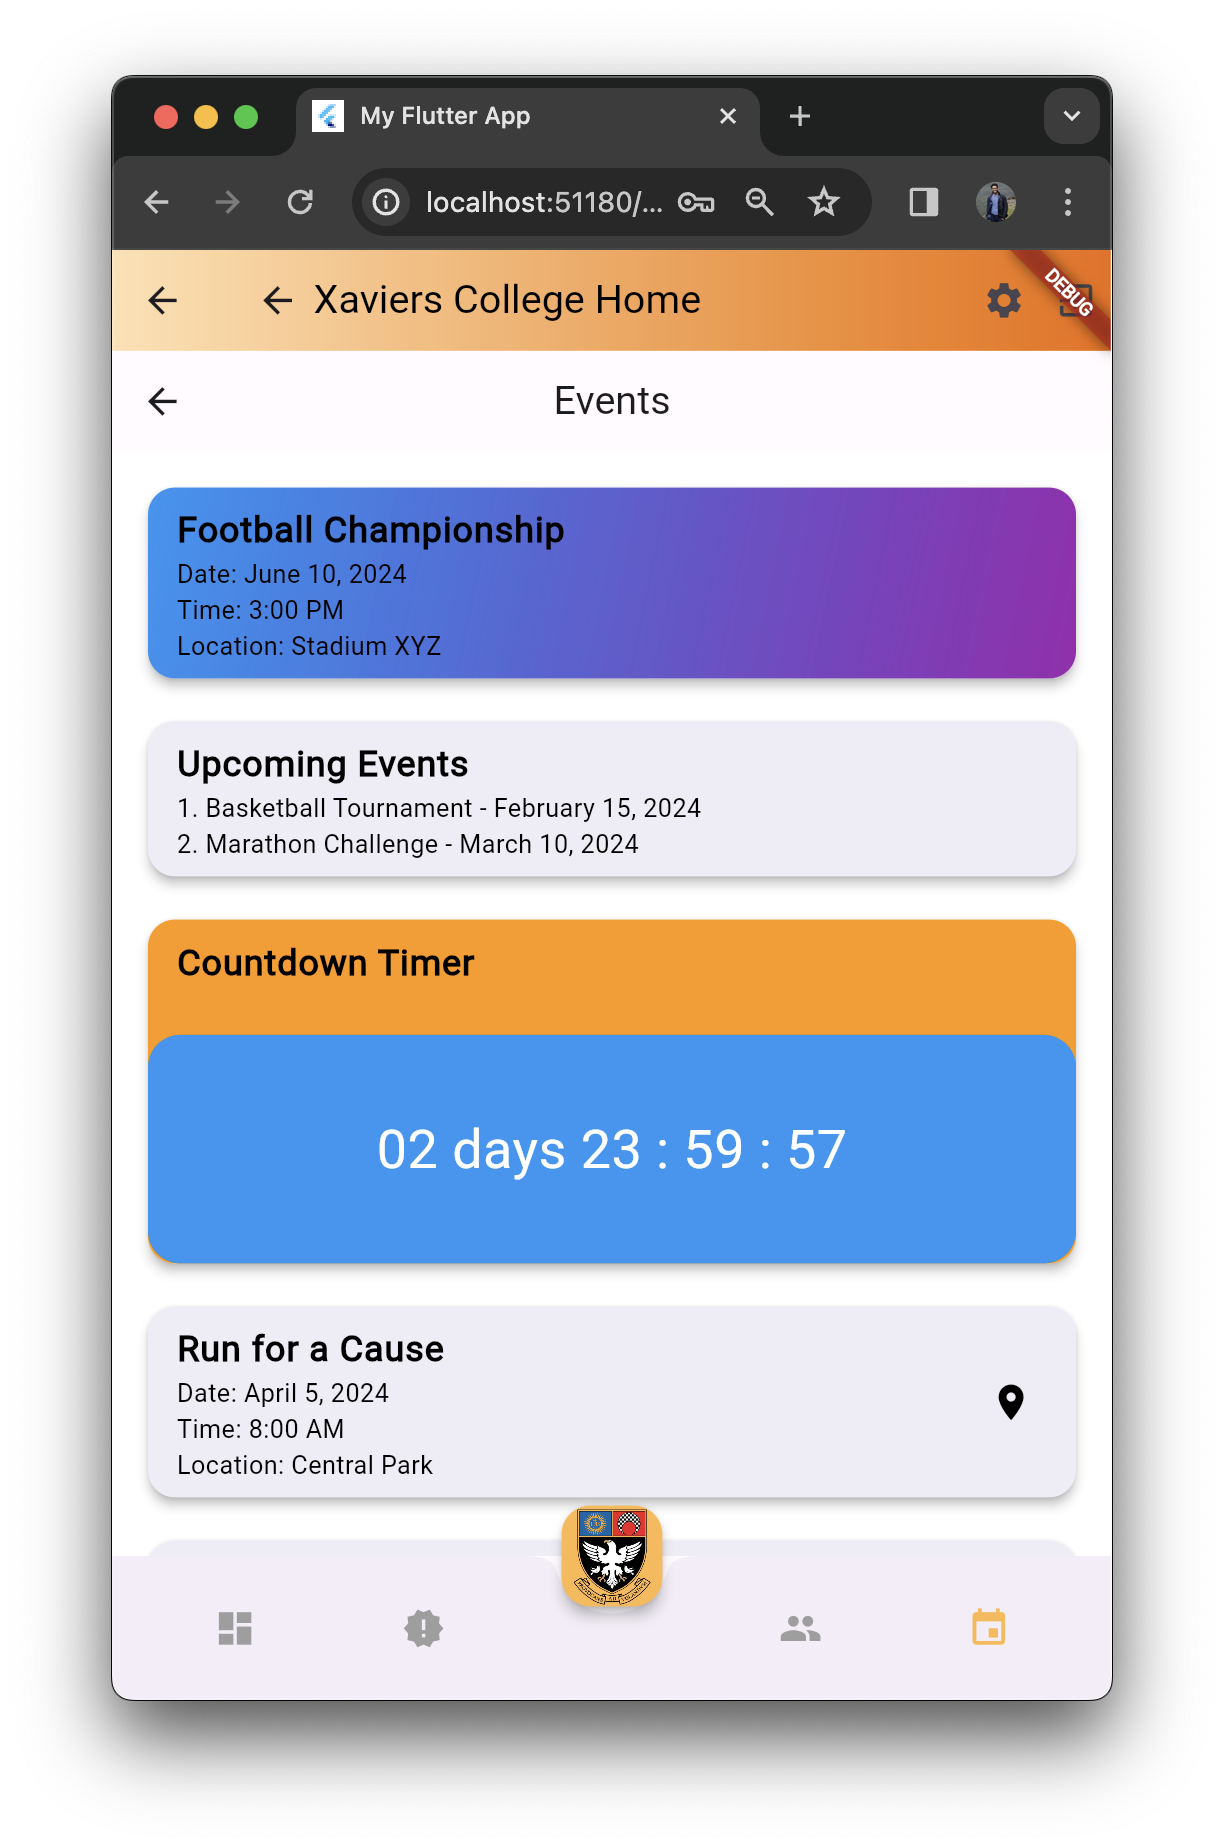 My Flutter App
localhost:51180/...
Xaviers College Home
DEBUG
Events
Football Championship
Date: June 10, 2024
Time: 3:00 PM
Location: Stadium XYZ
Upcoming Events
1. Basketball Tournament - February 15, 2024
2. Marathon Challenge - March 10, 2024
Countdown Timer
02 days 23 : 59 : 57
Run for a Cause
Date: April 5, 2024
Time: 8:00 AM
Location: Central Park